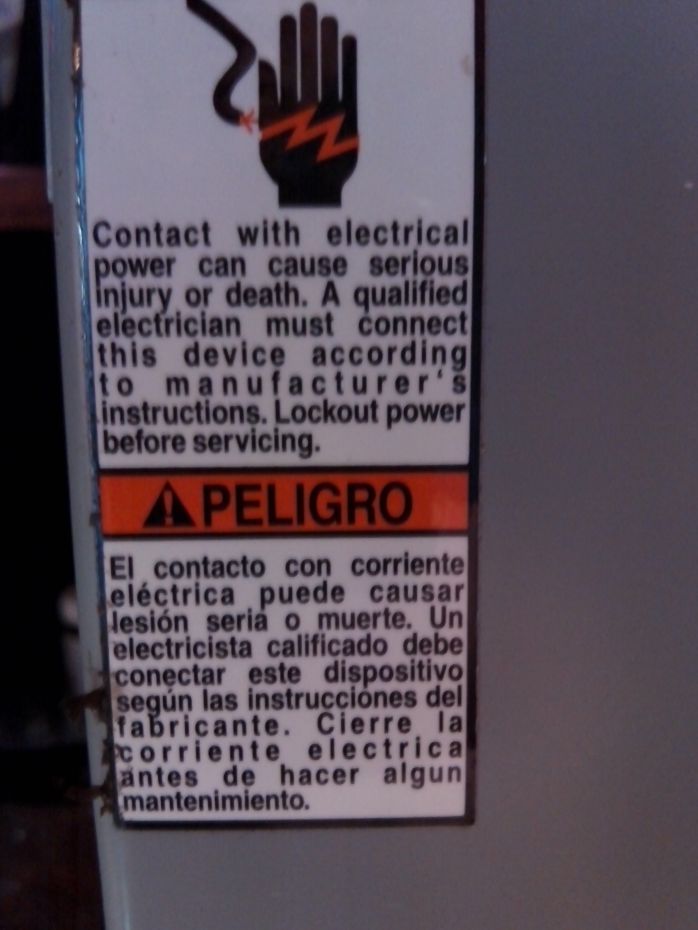 Contact with electrical
power can cause serious
injury or death. A qualified
electrician must connect
this device according
to manufacturer's
instructions. Lockout power
before servicing.
PELIGRO
El contacto con corriente
eléctrica puede causar
lesión seria o muerte. Un
electricista calificado debe
conectar este dispositivo
según las instrucciones del
fabricante. Cierre la
corriente electrica
antes de hacer algun
mantenimiento.